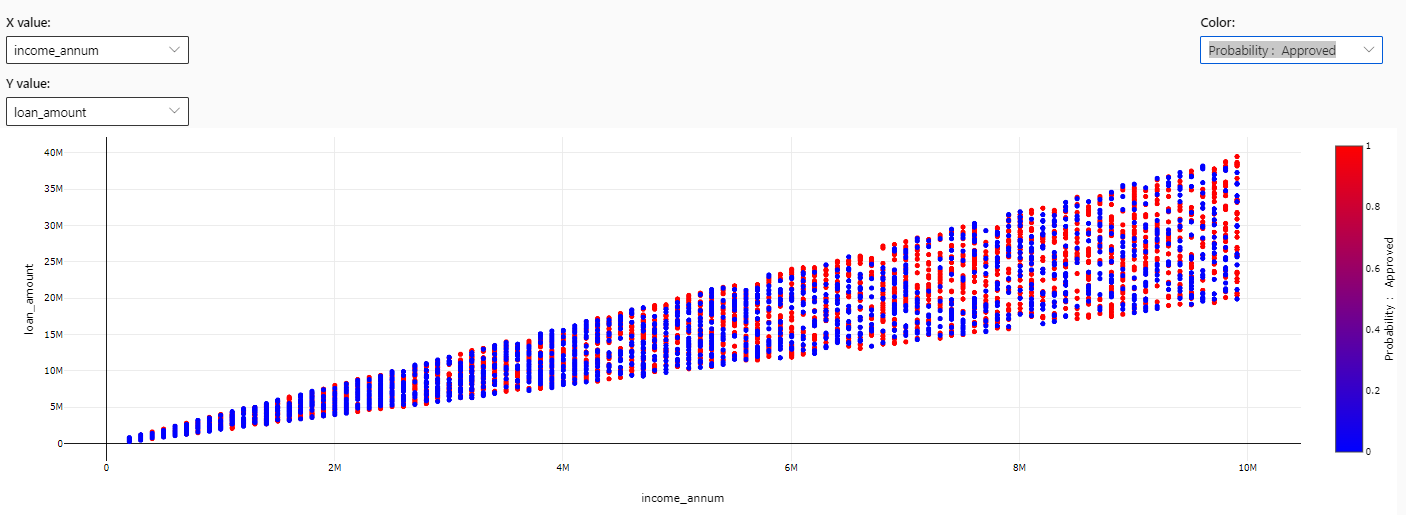 X value:
Color:
income_annum
Probability : Approved
Y value:
loan_amount
40M
35M
30M
25M
20M
15M
10M
5M
0
loan_amount
0
2M
4M
6M
8M
10M
income_annum
1
0.8
0.6
0.4
0.2
0
Probability : Approved